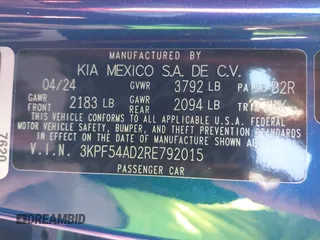 MANUFACTURED BY
KIA MEXICO S.A. DE C.V.
04/24 GVWR 3792 LB
GAWR FRONT 2183 LB GAWR REAR 2094 LB
THIS VEHICLE CONFORMS TO ALL APPLICABLE U.S.A. FEDERAL
MOTOR VEHICLE SAFETY, BUMPER, AND THEFT PREVENTION
STANDARDS IN EFFECT ON THE DATE OF MANUFACTURE SHOWN ABOVE.
V.I.N. 3KPF54AD2RE792015
PASSENGER CAR
7620
DREAMBID